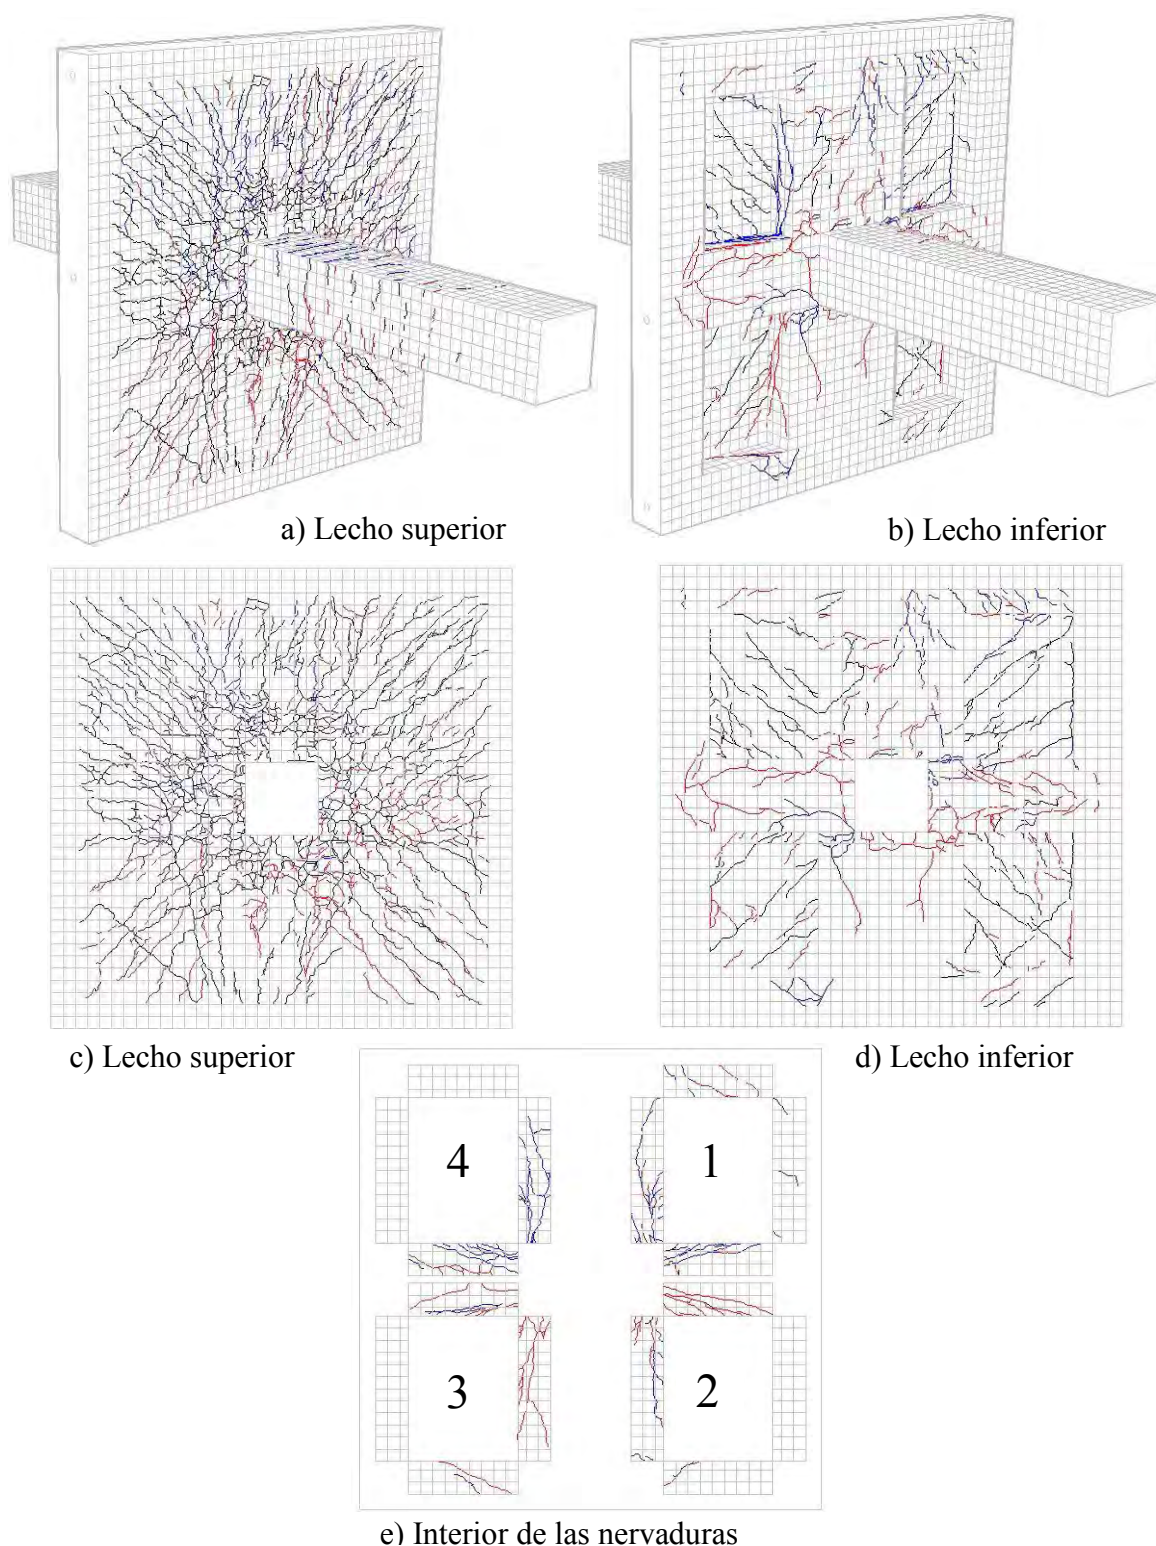 a) Lecho superior
b) Lecho inferior
c) Lecho superior
d) Lecho inferior
4
1
3
2
e) Interior de las nervaduras